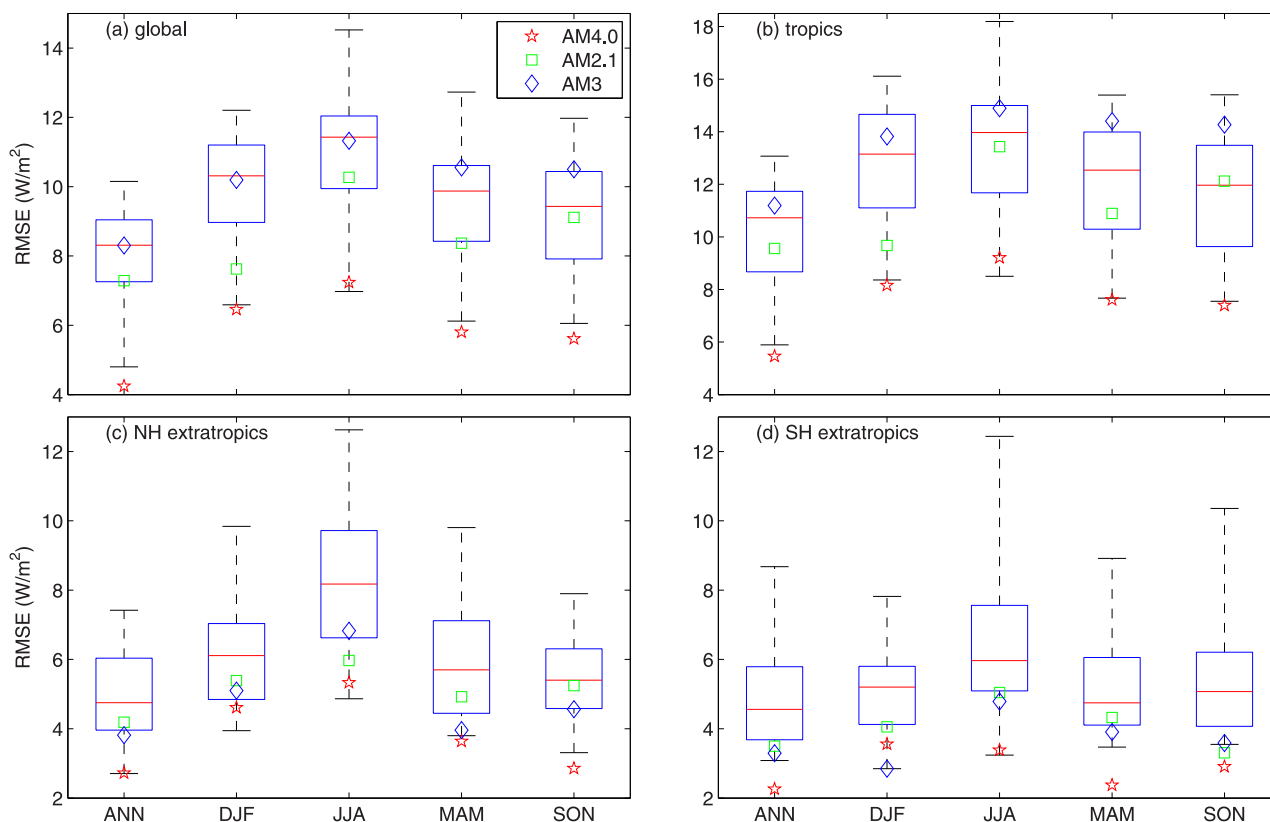 (a) global
AM4.0
AM2.1
AM3
14
12
10
8
6
4
RMSE (W/m²)
(b) tropics
18
16
14
12
10
8
6
4
(c) NH extratropics
12
10
8
6
4
2
RMSE (W/m²)
ANN DJF JJA MAM SON
(d) SH extratropics
12
10
8
6
4
2
ANN DJF JJA MAM SON